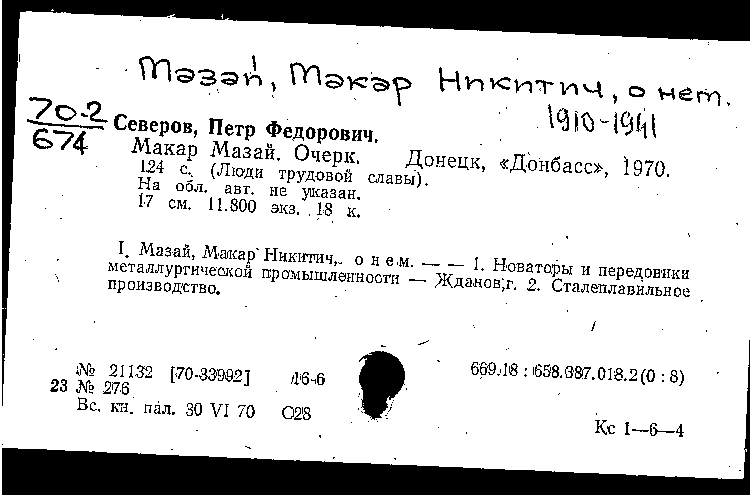 Мазай, Макар Никитич, о нем.
1910-1941
70-2
674
Северов, Петр Федорович.
Макар Мазай. Очерк. Донецк, «Донбасс», 1970.
124 с. (Люди трудовой славы).
На обл. авт. не указан.
17 см. 11.800 экз. 18 к.
I. Мазай, Макар Никитич, о нем. — — 1. Новаторы и передовики
металлургической промышленности — Жданов, г. 2. Сталеплавильное
производство.
№ 21132 [70-33992] 16-6 669.18 : 658.387.018.2(0 : 8)
23 № 276
Вс. кн. пал. 30 VI 70 О28
Кс 1—6—4